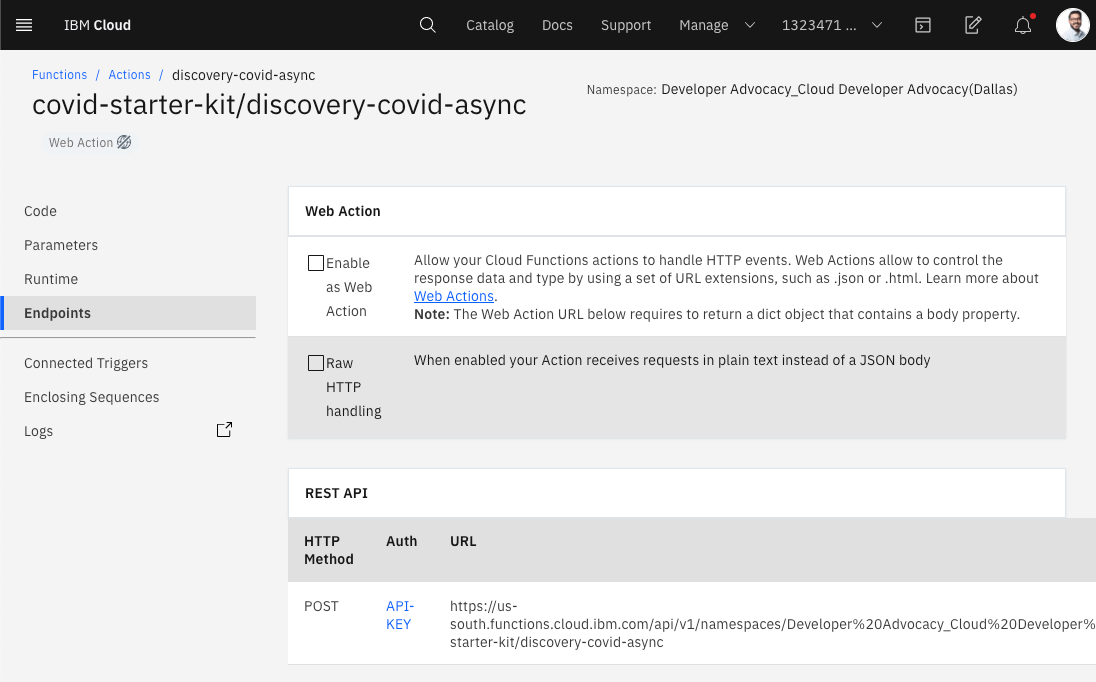 IBM Cloud
Catalog
Docs
Support
Manage
1323471 ...
Functions / Actions / discovery-covid-async
covid-starter-kit/discovery-covid-async
Namespace: Developer Advocacy_Cloud Developer Advocacy(Dallas)
Web Action
Code
Parameters
Runtime
Endpoints
Connected Triggers
Enclosing Sequences
Logs
Web Action
Enable
as Web
Action
Allow your Cloud Functions actions to handle HTTP events. Web Actions allow to control the
response data and type by using a set of URL extensions, such as .json or .html. Learn more about
Web Actions.
Note: The Web Action URL below requires to return a dict object that contains a body property.
Raw
HTTP
handling
When enabled your Action receives requests in plain text instead of a JSON body
REST API
HTTP
Method
Auth
URL
POST
API-
KEY
https://us-
south.functions.cloud.ibm.com/api/v1/namespaces/Developer%20Advocacy_Cloud%20Developer%
starter-kit/discovery-covid-async